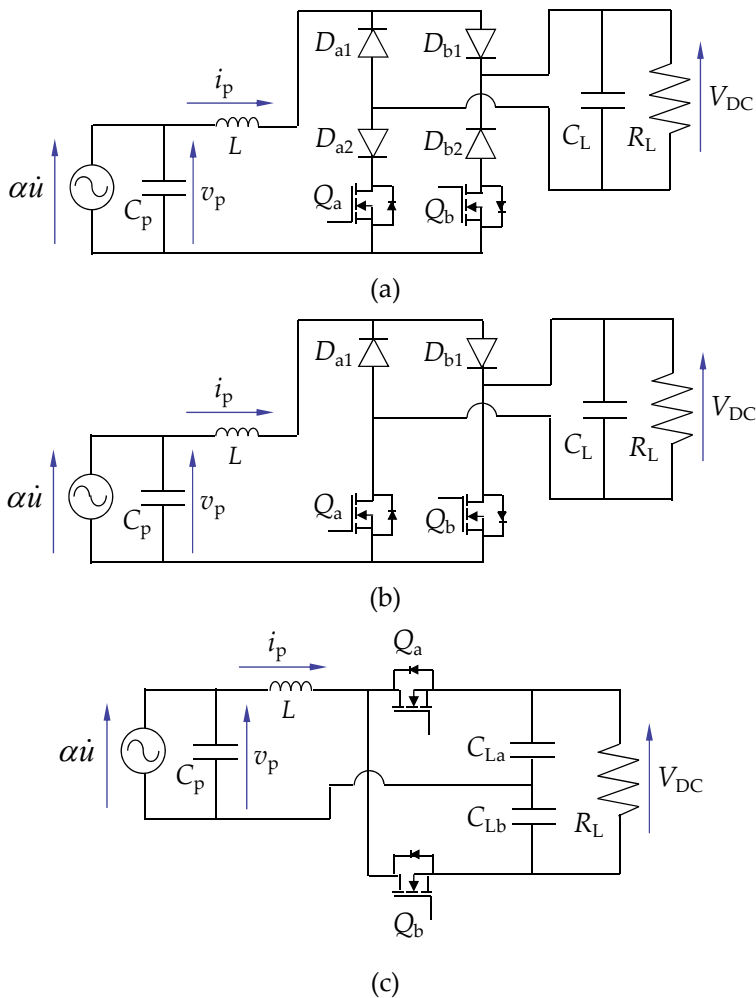 D_a1 D_b1
i_p
V_DC
L
C_L R_L
D_a2 D_b2
αu̇ C_p v_p
Q_a Q_b
(a)
D_a1 D_b1
i_p
V_DC
L
C_L R_L
αu̇ C_p v_p
Q_a Q_b
(b)
Q_a
i_p
L
αu̇ C_p v_p
C_La
V_DC
C_Lb R_L
Q_b
(c)